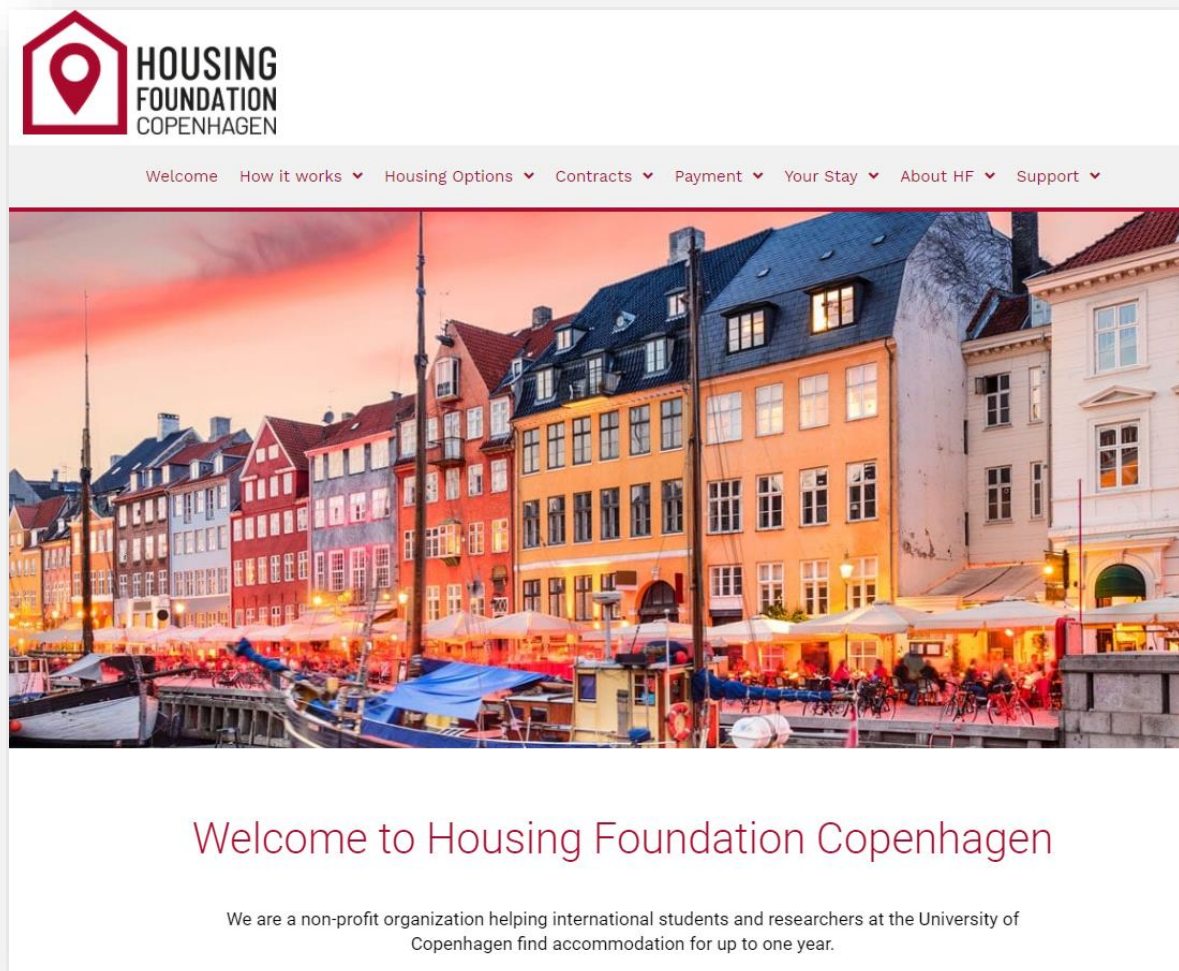 HOUSING
FOUNDATION
COPENHAGEN
Welcome How it works Housing Options Contracts Payment Your Stay About HF Support
Welcome to Housing Foundation Copenhagen
We are a non-profit organization helping international students and researchers at the University of
Copenhagen find accommodation for up to one year.